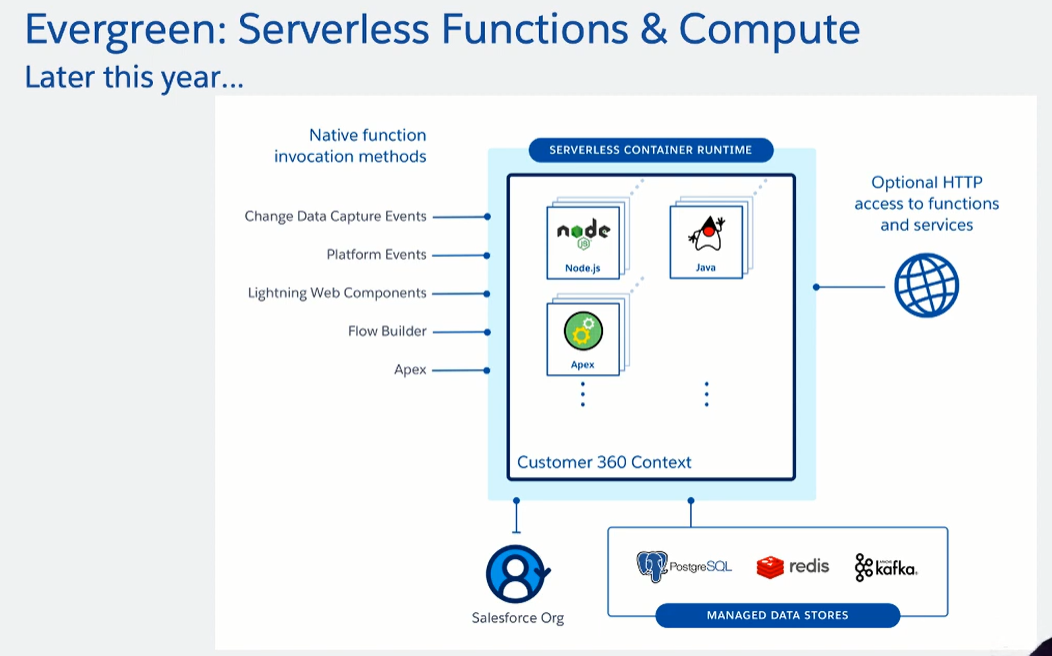 Evergreen: Serverless Functions & Compute
Later this year...
Native function
invocation methods
Change Data Capture Events
Platform Events
Lightning Web Components
Flow Builder
Apex
SERVERLESS CONTAINER RUNTIME
node
JS
Node.js
Java
Apex
Customer 360 Context
Optional HTTP
access to functions
and services
Salesforce Org
PostgreSQL
redis
kafka.
MANAGED DATA STORES